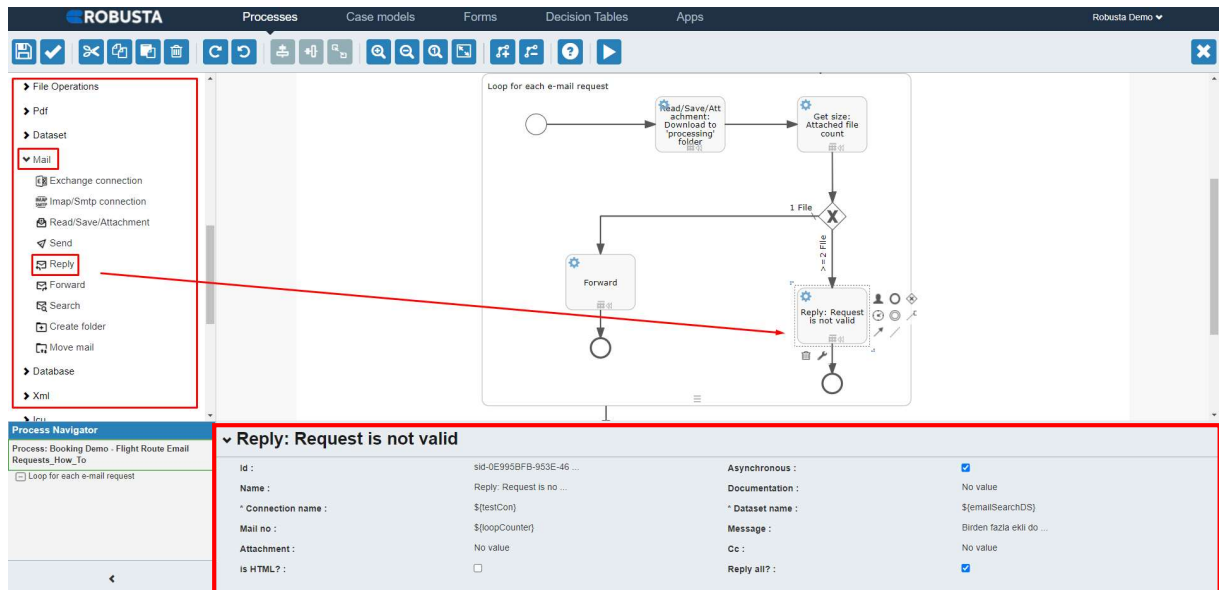 ROBUSTA
Processes
Case models
Forms
Decision Tables
Apps
Robusta Demo
File Operations
Pdf
Dataset
Mail
Exchange connection
Imap/Smtp connection
Read/Save/Attachment
Send
Reply
Forward
Search
Create folder
Move mail
Database
Xml
Icu
Loop for each e-mail request
Read/Save/Att
achment:
Download to
'processing'
folder
Get size:
Attached file
count
1 File
X
>= 2 File
Forward
Reply: Request
is not valid
Process Navigator
Process: Booking Demo - Flight Route Email
Requests_How_To
Loop for each e-mail request
Reply: Request is not valid
Id :
sid-0E995BFB-953E-46 ...
Asynchronous :
Name :
Reply: Request is no ...
Documentation :
No value
* Connection name :
${testCon}
* Dataset name :
${emailSearchDS}
Mail no :
${loopCounter}
Message :
Birden fazla ekli do ...
Attachment :
No value
Cc :
No value
Is HTML? :
Reply all? :